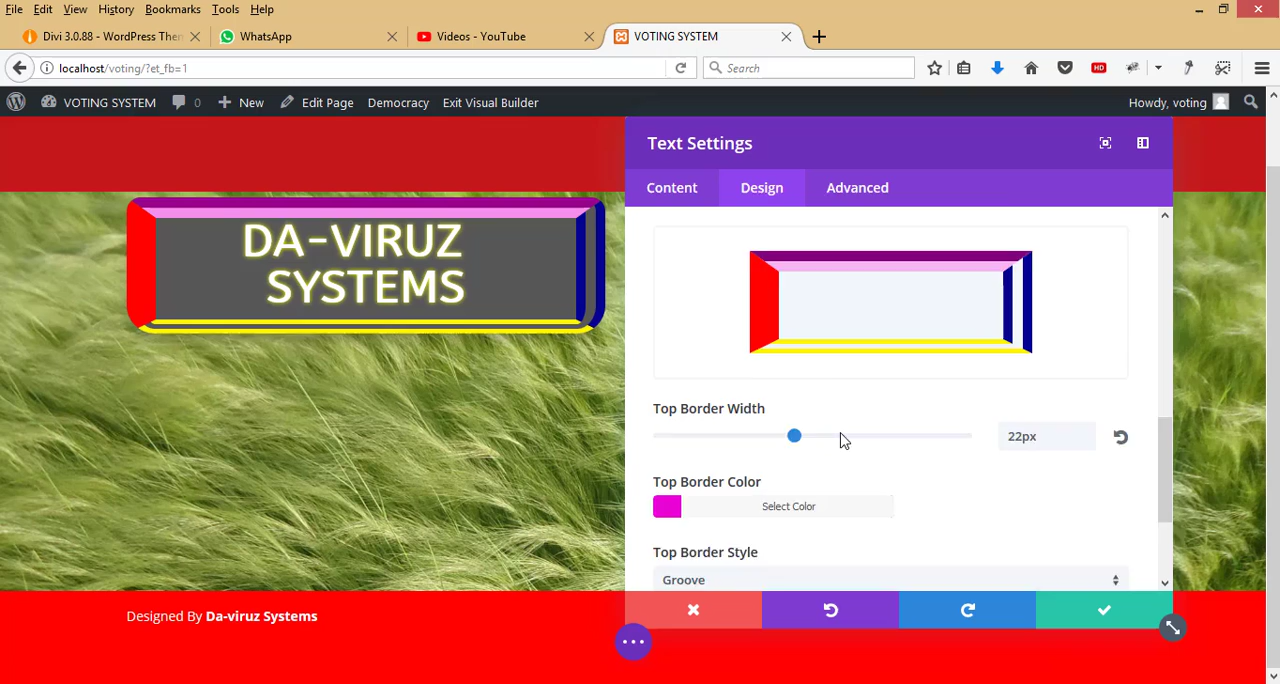 File Edit View History Bookmarks Tools Help
Divi 3.0.88 - WordPress Them
WhatsApp
Videos - YouTube
VOTING SYSTEM
localhost/voting/?et_fb=1
Search
HD
VOTING SYSTEM 0 New Edit Page Democracy Exit Visual Builder Howdy, voting
Text Settings
Content Design Advanced
DA-VIRUZ
SYSTEMS
Top Border Width
22px
Top Border Color
Select Color
Top Border Style
Groove
Designed By Da-viruz Systems